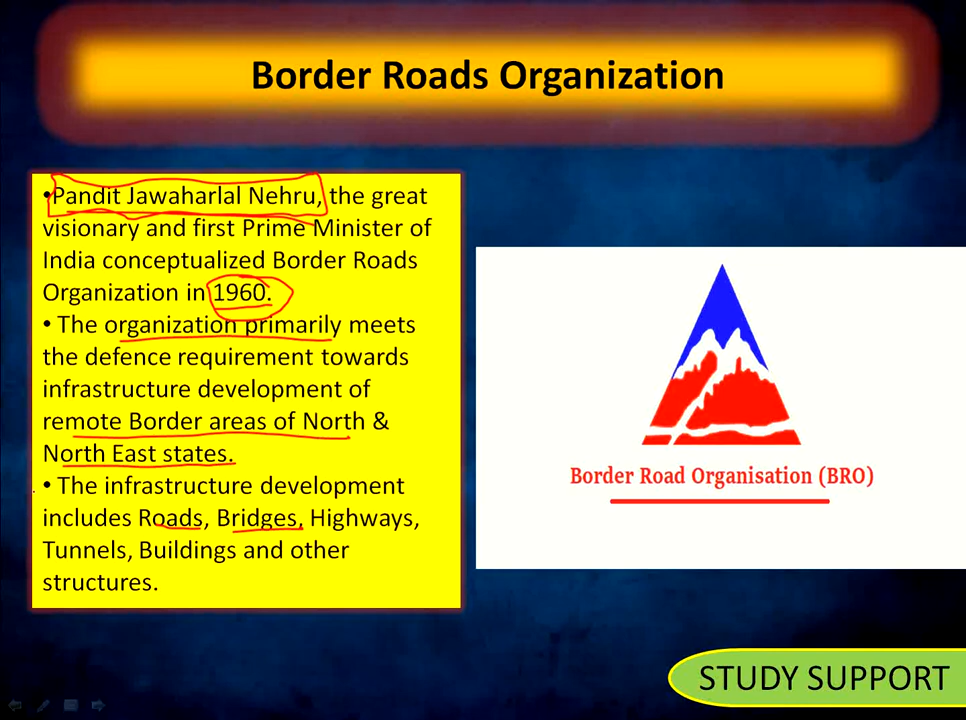 Border Roads Organization
•Pandit Jawaharlal Nehru, the great
visionary and first Prime Minister of
India conceptualized Border Roads
Organization in 1960.
• The organization primarily meets
the defence requirement towards
infrastructure development of
remote Border areas of North &
North East states.
• The infrastructure development
includes Roads, Bridges, Highways,
Tunnels, Buildings and other
structures.
Border Road Organisation (BRO)
STUDY SUPPORT